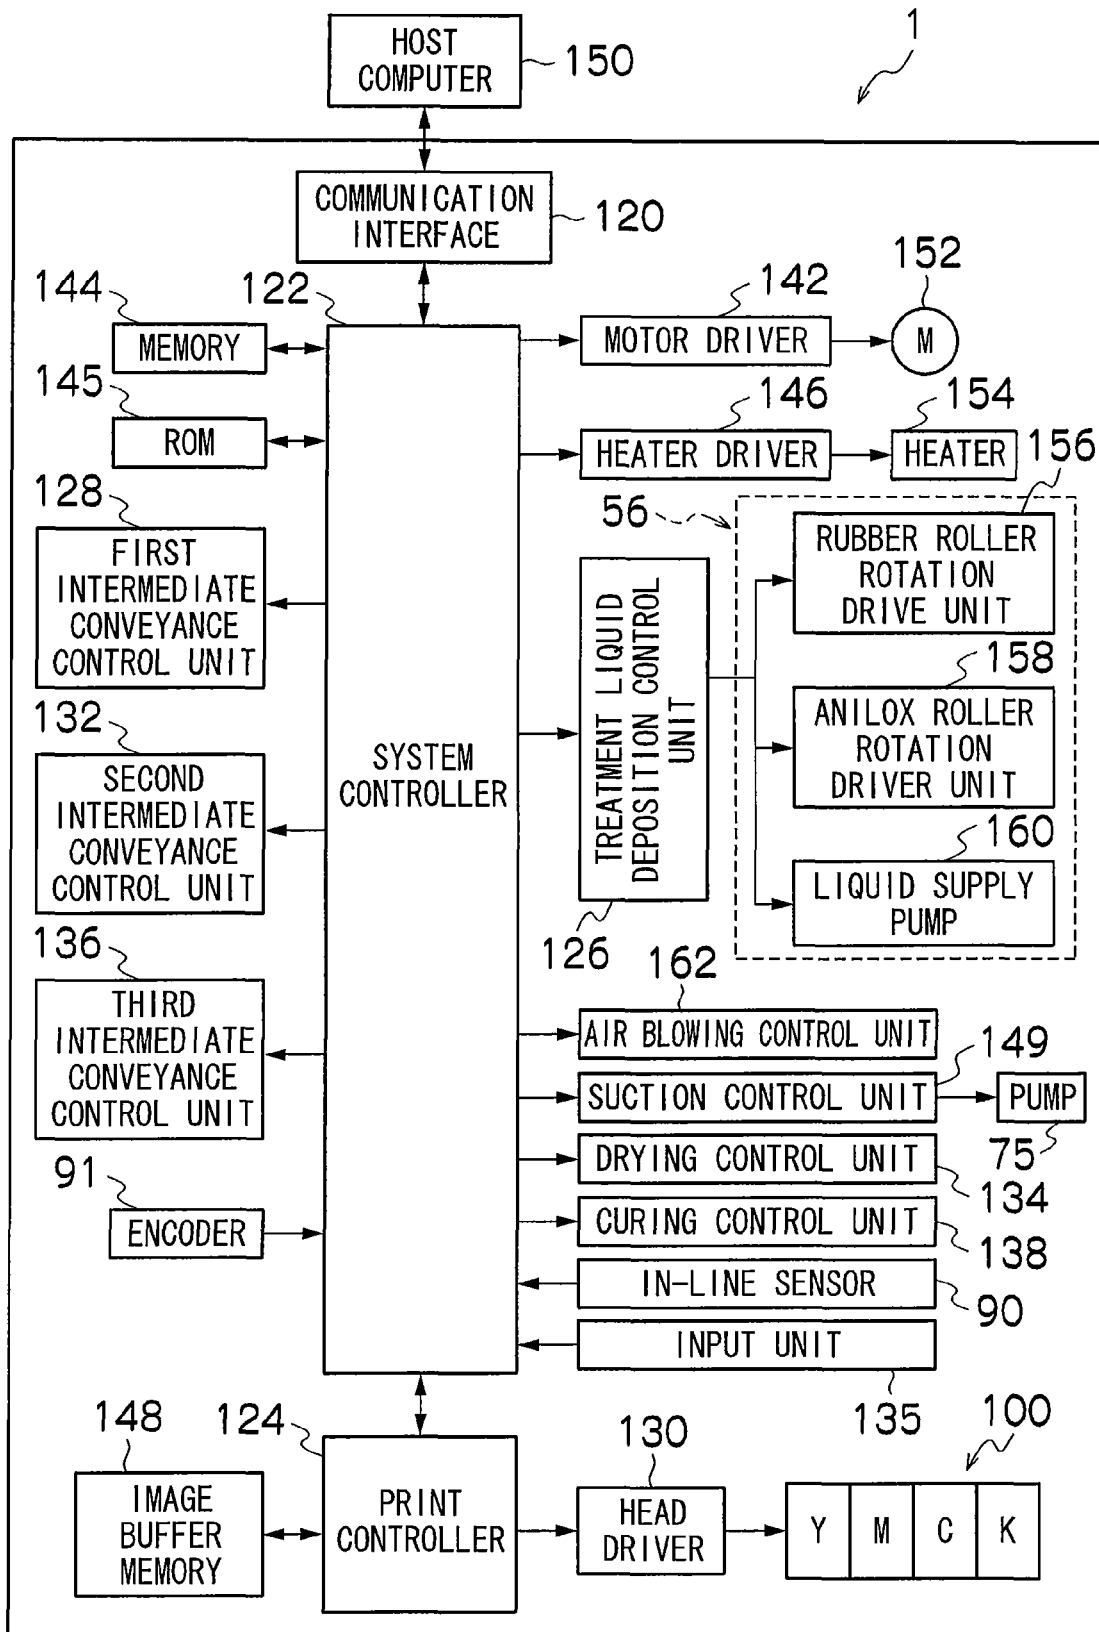 1
HOST
COMPUTER
150
COMMUNICATION
INTERFACE
120
144
122
142
152
MEMORY
MOTOR DRIVER
M
145
146
154
ROM
HEATER DRIVER
HEATER
156
128
56
FIRST
INTERMEDIATE
CONVEYANCE
CONTROL UNIT
RUBBER ROLLER
ROTATION
DRIVE UNIT
TREATMENT LIQUID
DEPOSITION CONTROL
UNIT
126
158
ANILOX ROLLER
ROTATION
DRIVER UNIT
132
SECOND
INTERMEDIATE
CONVEYANCE
CONTROL UNIT
SYSTEM
CONTROLLER
160
LIQUID SUPPLY
PUMP
136
THIRD
INTERMEDIATE
CONVEYANCE
CONTROL UNIT
162
AIR BLOWING CONTROL UNIT
149
SUCTION CONTROL UNIT
PUMP
75
DRYING CONTROL UNIT
134
91
ENCODER
CURING CONTROL UNIT
138
IN-LINE SENSOR
90
INPUT UNIT
135
148
124
130
100
IMAGE
BUFFER
MEMORY
PRINT
CONTROLLER
HEAD
DRIVER
Y M C K